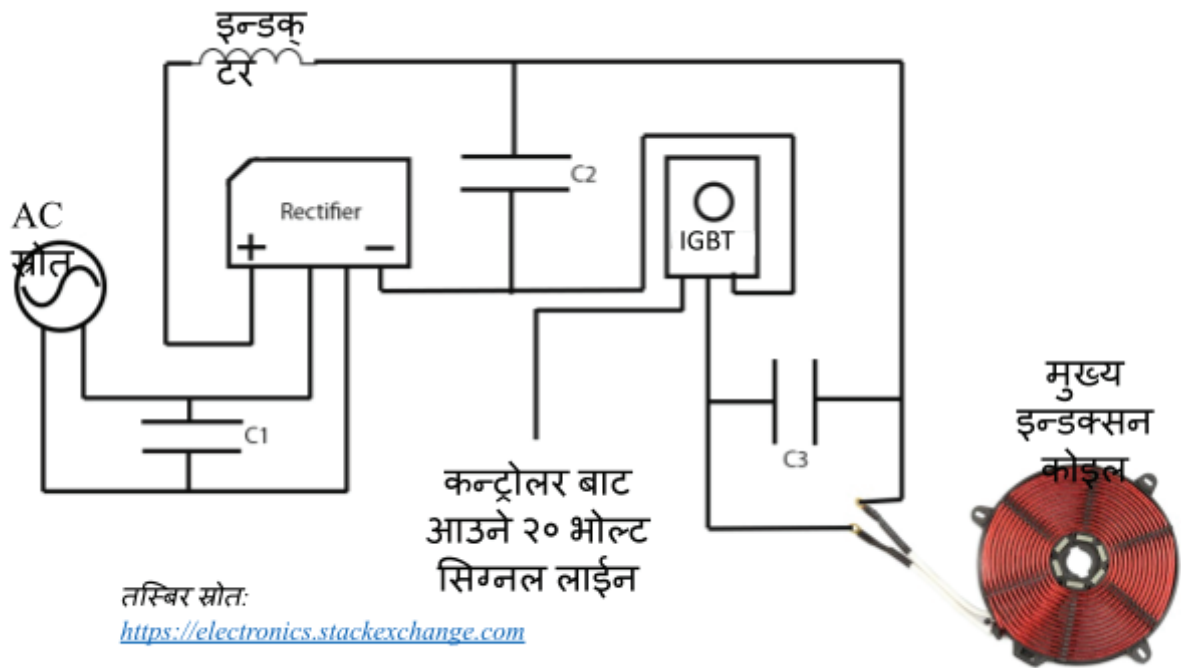 इन्डक्
टर
C2
Rectifier
+
−
IGBT
AC
स्रोत
C1
C3
मुख्य
इन्डक्सन
कोइल
कन्ट्रोलर बाट
आउने २० भोल्ट
सिग्नल लाईन
तस्बिर स्रोत:
https://electronics.stackexchange.com